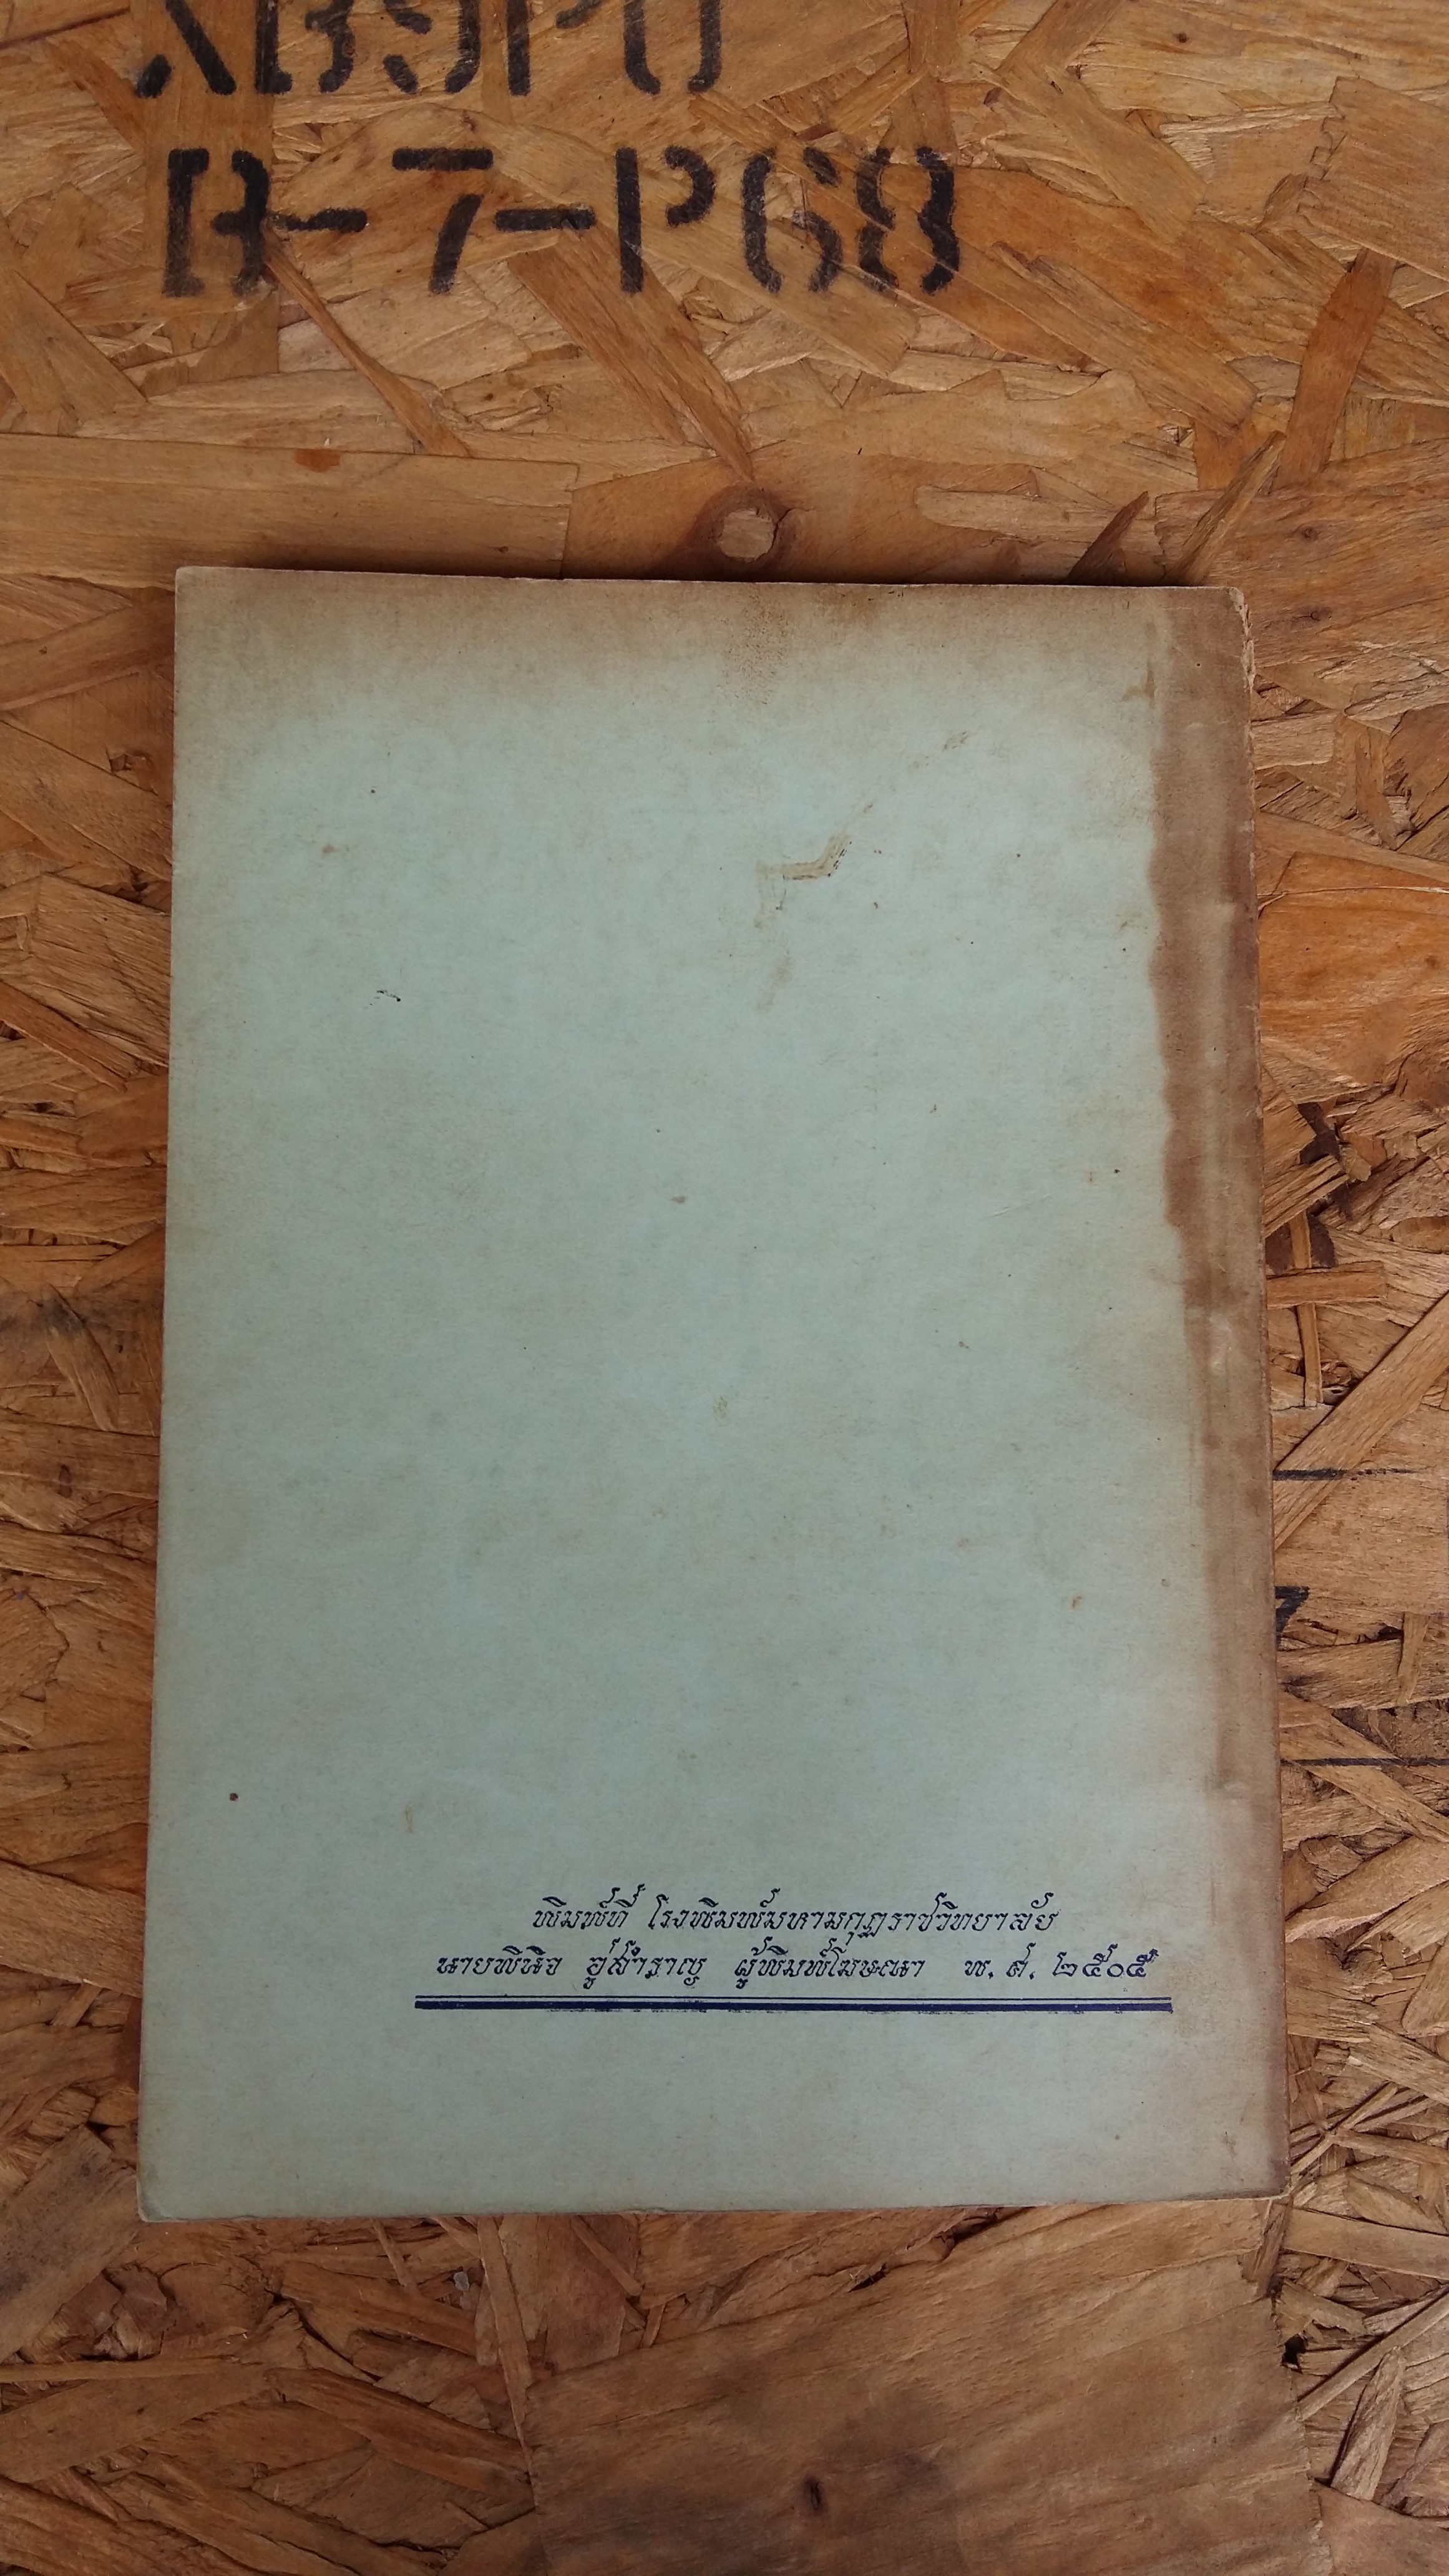 B-7-P68
พิมพ์ที่ โรงพิมพ์มหามกุฏราชวิทยาลัย
นายพินิจ อู่สำราญ ผู้พิมพ์โฆษณา พ. ศ. ๒๕๐๕